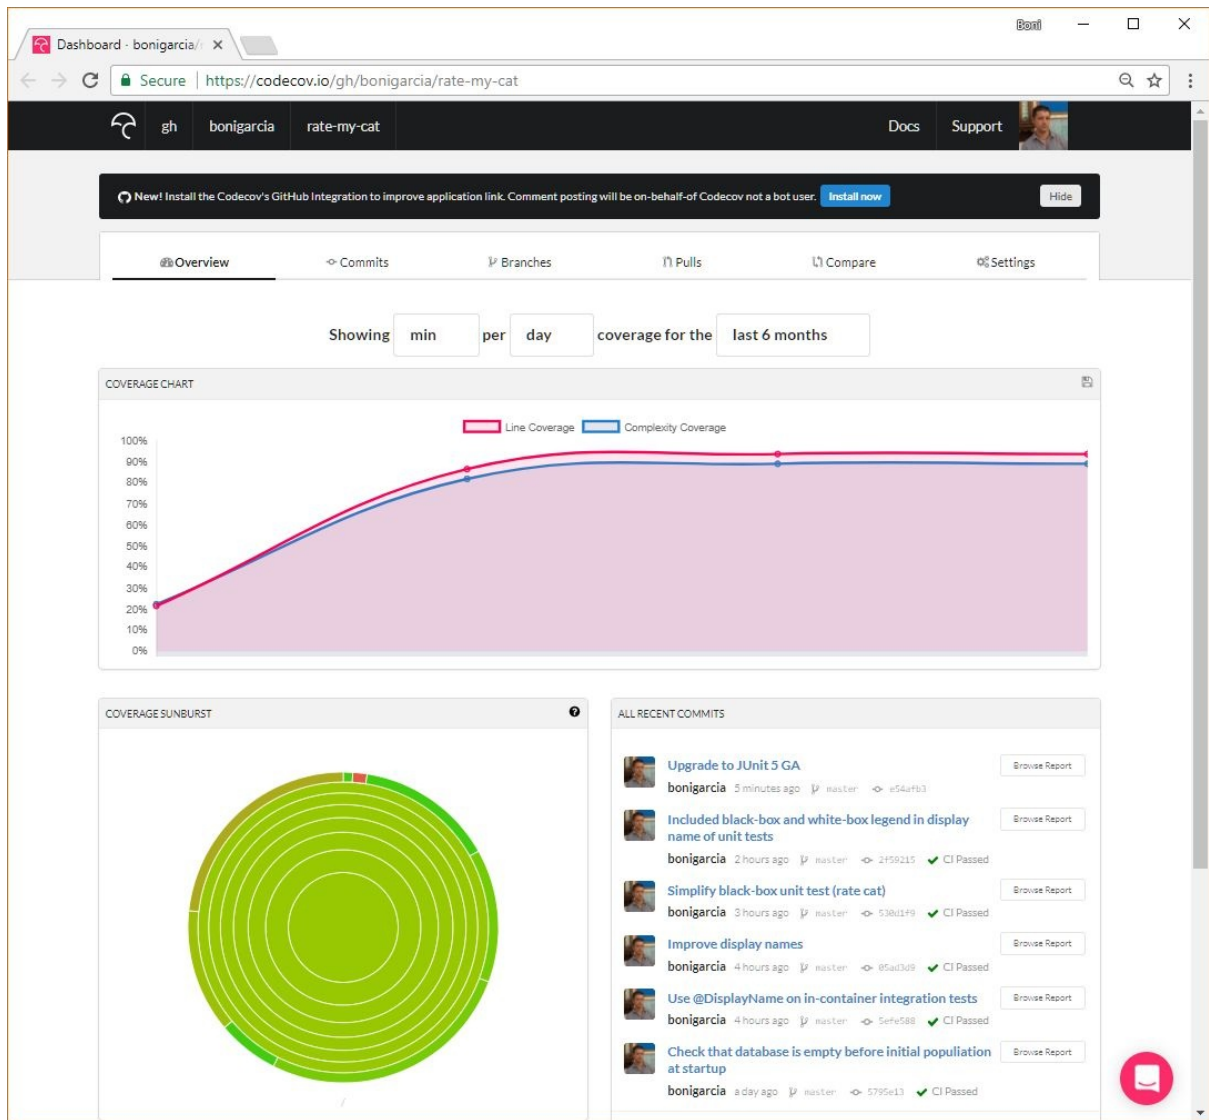 Boni
Dashboard - bonigarcia/
Secure https://codecov.io/gh/bonigarcia/rate-my-cat
gh bonigarcia rate-my-cat Docs Support
New! Install the Codecov's GitHub Integration to improve application link. Comment posting will be on-behalf-of Codecov not a bot user. Install now Hide
Overview Commits Branches Pulls Compare Settings
Showing min per day coverage for the last 6 months
COVERAGE CHART
Line Coverage Complexity Coverage
100%
90%
80%
70%
60%
50%
40%
30%
20%
10%
0%
COVERAGE SUNBURST
/
ALL RECENT COMMITS
Upgrade to JUnit 5 GA Browse Report
bonigarcia 5 minutes ago master e54afb3
Included black-box and white-box legend in display Browse Report
name of unit tests
bonigarcia 2 hours ago master 2f59215 CI Passed
Simplify black-box unit test (rate cat) Browse Report
bonigarcia 3 hours ago master 530d1f9 CI Passed
Improve display names Browse Report
bonigarcia 4 hours ago master 05ad3d9 CI Passed
Use @DisplayName on in-container integration tests Browse Report
bonigarcia 4 hours ago master 5efe588 CI Passed
Check that database is empty before initial populiation Browse Report
at startup
bonigarcia a day ago master 5795e13 CI Passed